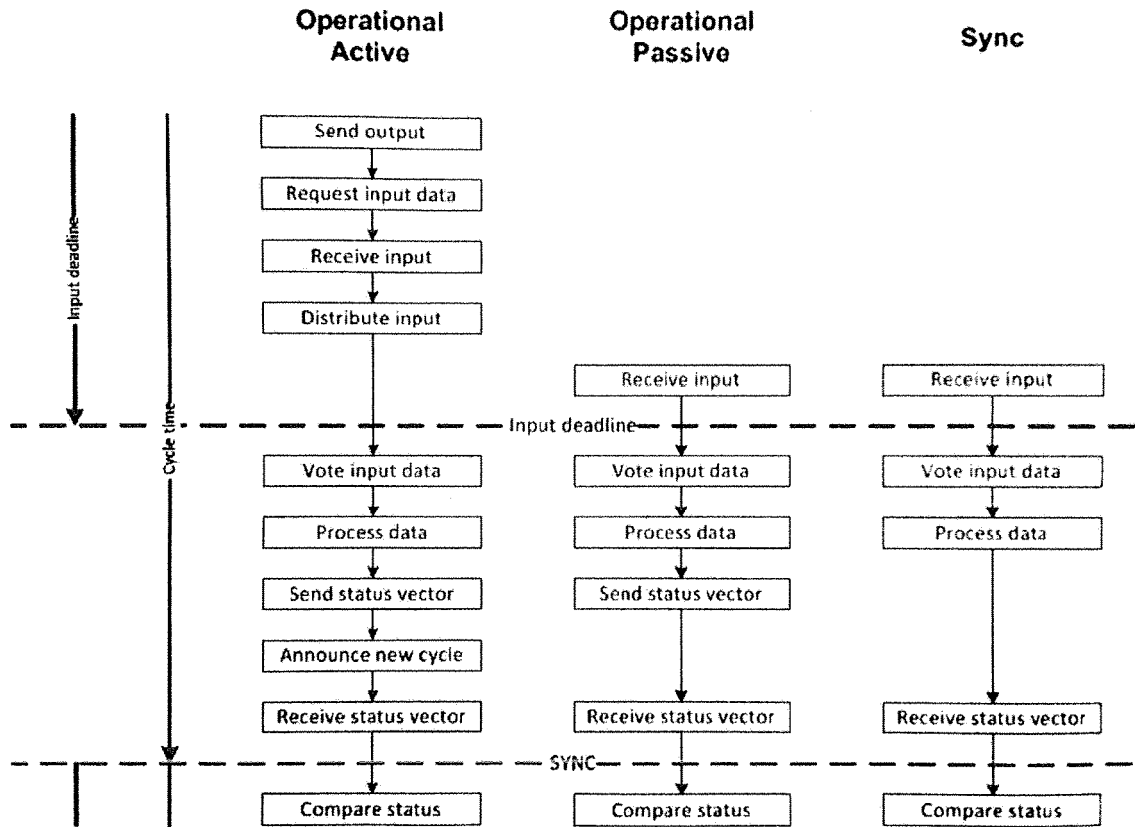 Operational
Active
Operational
Passive
Sync
Send output
Request input data
Receive input
Distribute input
Receive input
Receive input
Input deadline
Cycle time
Input deadline
Vote input data
Vote input data
Vote input data
Process data
Process data
Process data
Send status vector
Send status vector
Announce new cycle
Receive status vector
Receive status vector
Receive status vector
SYNC
Compare status
Compare status
Compare status